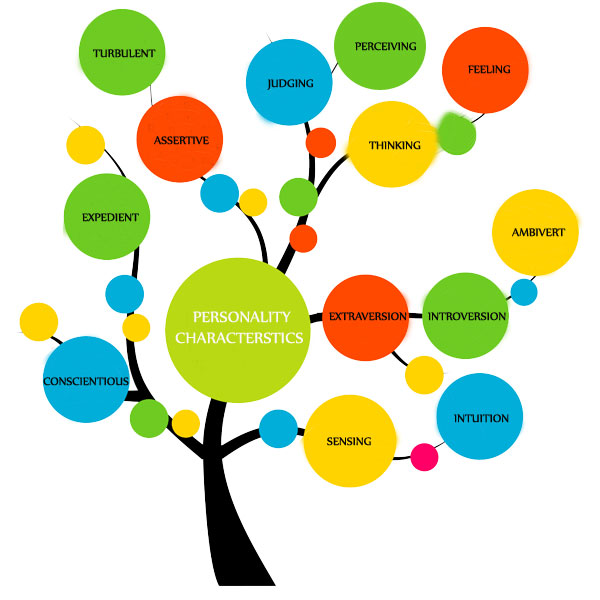 TURBULENT
PERCEIVING
FEELING
JUDGING
ASSERTIVE
THINKING
EXPEDIENT
AMBIVERT
PERSONALITY
CHARACTERSTICS
EXTRAVERSION
INTROVERSION
CONSCIENTIOUS
INTUITION
SENSING